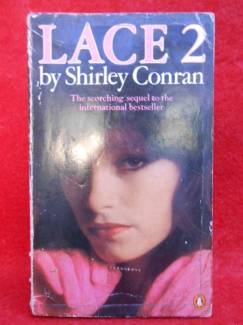 LACE 2
by Shirley Conran
The scorching sequel to the
international bestseller